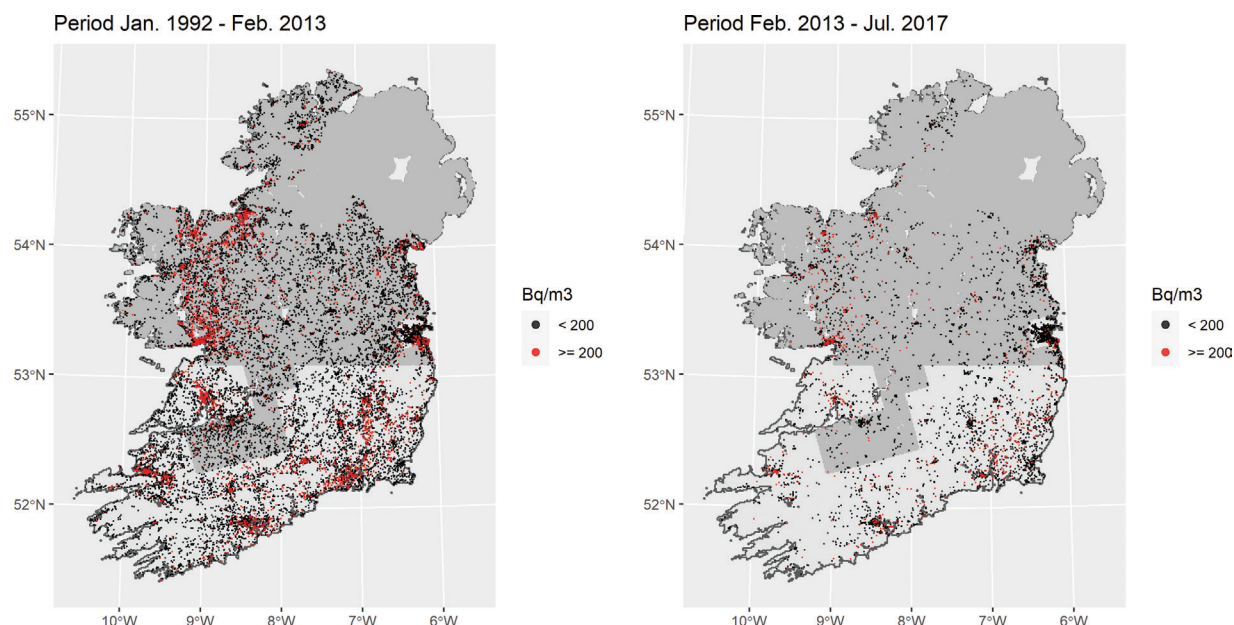 Period Jan. 1992 - Feb. 2013
55°N
54°N
53°N
52°N
10°W 9°W 8°W 7°W 6°W
Bq/m3
< 200
>= 200
Period Feb. 2013 - Jul. 2017
55°N
54°N
53°N
52°N
10°W 9°W 8°W 7°W 6°W
Bq/m3
< 200
>= 200